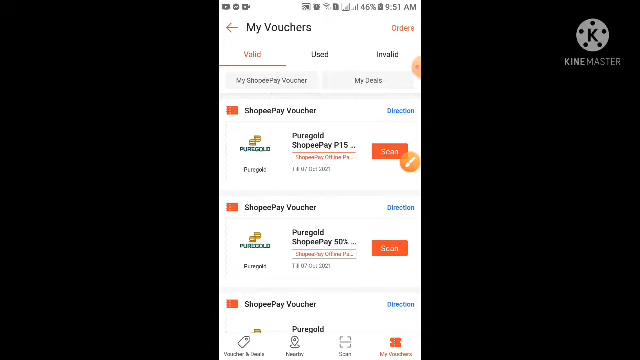 46% 9:51 AM
My Vouchers
Orders
Valid
Used
Invalid
My ShopeePay Voucher
My Deals
ShopeePay Voucher
Direction
PUREGOLD
Puregold
Puregold
ShopeePay P15 ...
ShopeePay Offline Pa...
Till 07 Oct 2021
Scan
ShopeePay Voucher
Direction
PUREGOLD
Puregold
Puregold
ShopeePay 50% ...
ShopeePay Offline Pa...
Till 07 Oct 2021
Scan
ShopeePay Voucher
Direction
Puregold
Voucher & Deals
Nearby
Scan
My Vouchers
K
KINEMASTER